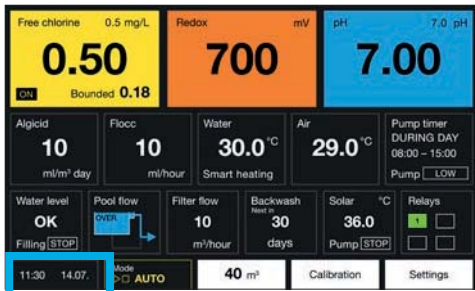 Free chlorine 0.5 mg/L
0.50
ON Bounded 0.18
Redox mV
700
pH 7.0 pH
7.00
Algicid
10
ml/m³ day
Flocc
10
ml/hour
Water
30.0 °C
Smart heating
Air
29.0 °C
Pump timer
DURING DAY
08:00 – 15:00
Pump LOW
Water level
OK
Filling STOP
Pool flow
OVER
Filter flow
10
m³/hour
Backwash
Next in
30
days
Solar °C
36.0
Pump STOP
Relays
1
11:30 14.07.
Mode
AUTO
40 m³
Calibration
Settings